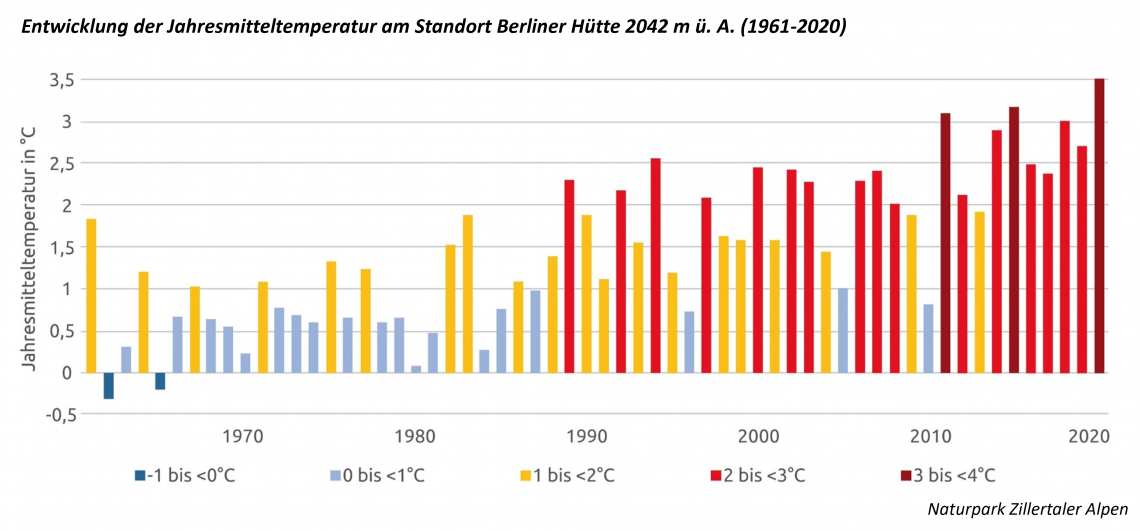 Entwicklung der Jahresmitteltemperatur am Standort Berliner Hütte 2042 m ü. A. (1961-2020)
Jahresmitteltemperatur in °C
3,5
3
2,5
2
1,5
1
0,5
0
-0,5
1970 1980 1990 2000 2010 2020
-1 bis <0°C 0 bis <1°C 1 bis <2°C 2 bis <3°C 3 bis <4°C
Naturpark Zillertaler Alpen